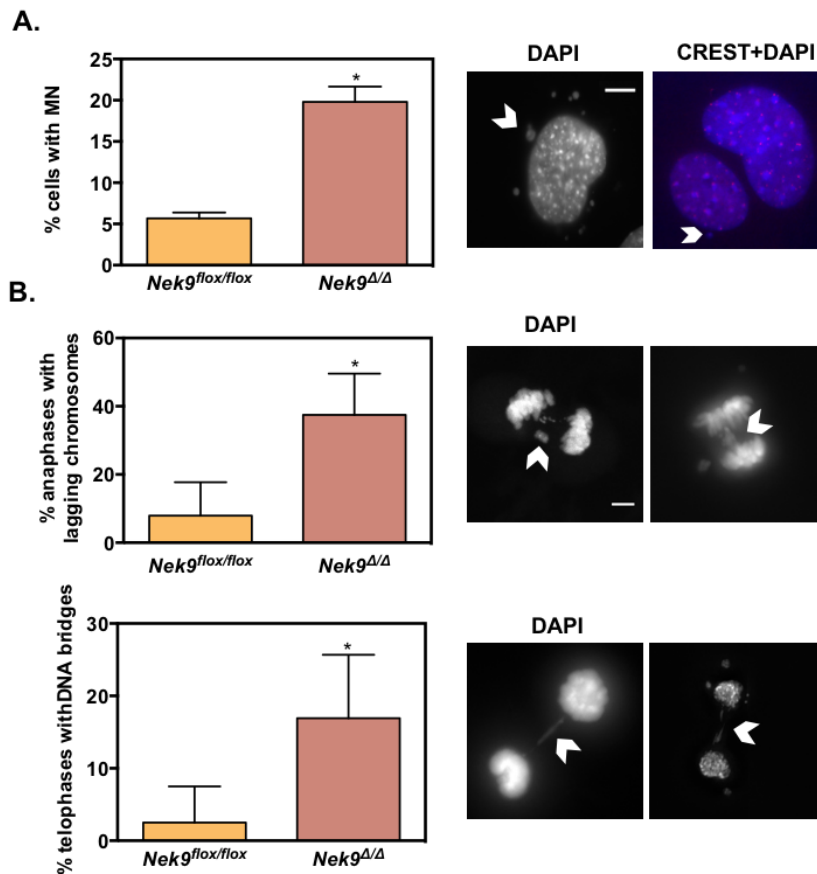 A.
% cells with MN
25
20
15
10
5
0
*
Nek9flox/flox
Nek9Δ/Δ
DAPI
CREST+DAPI
B.
% anaphases with
lagging chromosomes
60
40
20
0
*
Nek9flox/flox
Nek9Δ/Δ
DAPI
% telophases withDNA bridges
30
20
10
0
*
Nek9flox/flox
Nek9Δ/Δ
DAPI